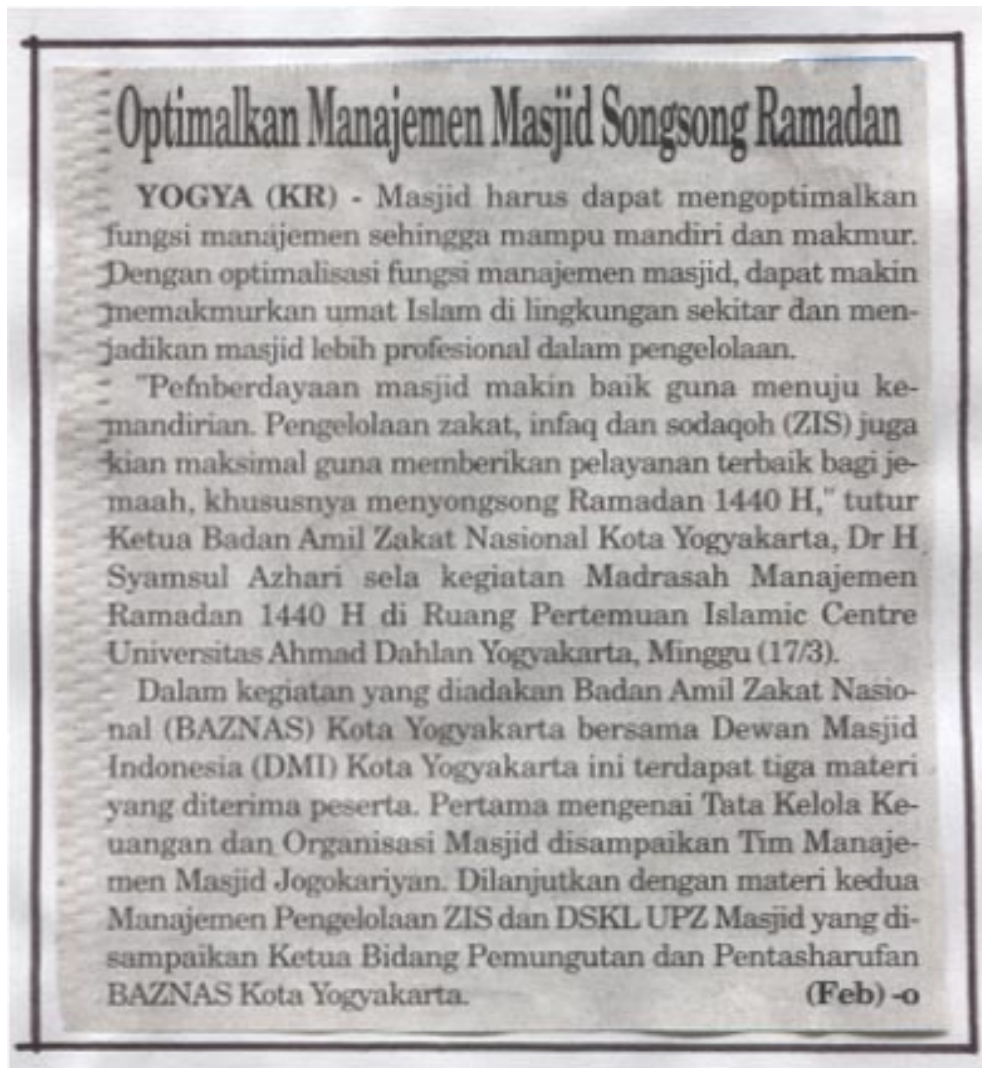 Optimalkan Manajemen Masjid Songsong Ramadan
YOGYA (KR) - Masjid harus dapat mengoptimalkan
fungsi manajemen sehingga mampu mandiri dan makmur.
Dengan optimalisasi fungsi manajemen masjid, dapat makin
memakmurkan umat Islam di lingkungan sekitar dan men-
jadikan masjid lebih profesional dalam pengelolaan.
"Pemberdayaan masjid makin baik guna menuju ke-
mandirian. Pengelolaan zakat, infaq dan sodaqoh (ZIS) juga
kian maksimal guna memberikan pelayanan terbaik bagi je-
maah, khususnya menyongsong Ramadan 1440 H," tutur
Ketua Badan Amil Zakat Nasional Kota Yogyakarta, Dr H
Syamsul Azhari sela kegiatan Madrasah Manajemen
Ramadan 1440 H di Ruang Pertemuan Islamic Centre
Universitas Ahmad Dahlan Yogyakarta, Minggu (17/3).
Dalam kegiatan yang diadakan Badan Amil Zakat Nasio-
nal (BAZNAS) Kota Yogyakarta bersama Dewan Masjid
Indonesia (DMI) Kota Yogyakarta ini terdapat tiga materi
yang diterima peserta. Pertama mengenai Tata Kelola Ke-
uangan dan Organisasi Masjid disampaikan Tim Manaje-
men Masjid Jogokariyan. Dilanjutkan dengan materi kedua
Manajemen Pengelolaan ZIS dan DSKL UPZ Masjid yang di-
sampaikan Ketua Bidang Pemungutan dan Pentasharufan
BAZNAS Kota Yogyakarta. (Feb) -o